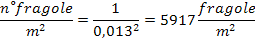 n°fragole / m² = 1 / 0,013² = 5917 fragole / m²